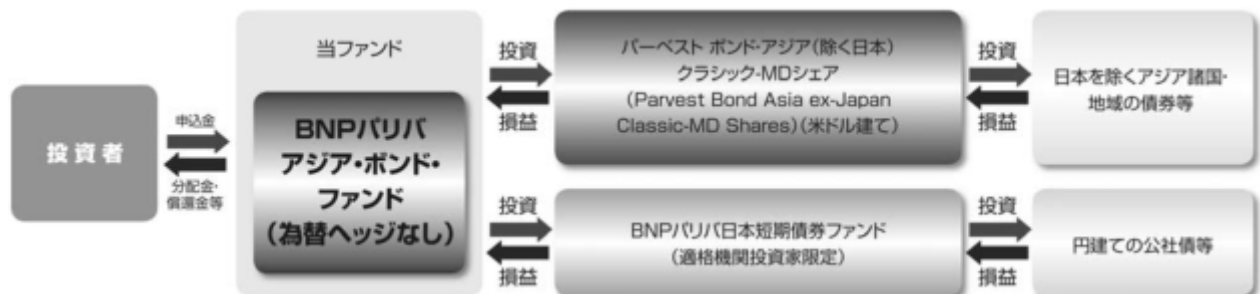 投資者
申込金
分配金・
償還金等
当ファンド
BNPパリバ
アジア・ボンド・
ファンド
（為替ヘッジなし）
投資
損益
パーベスト ボンド・アジア（除く日本）
クラシック-MDシェア
（Parvest Bond Asia ex-Japan
Classic-MD Shares）（米ドル建て）
投資
損益
日本を除くアジア諸国・
地域の債券等
投資
損益
BNPパリバ日本短期債券ファンド
（適格機関投資家限定）
投資
損益
円建ての公社債等